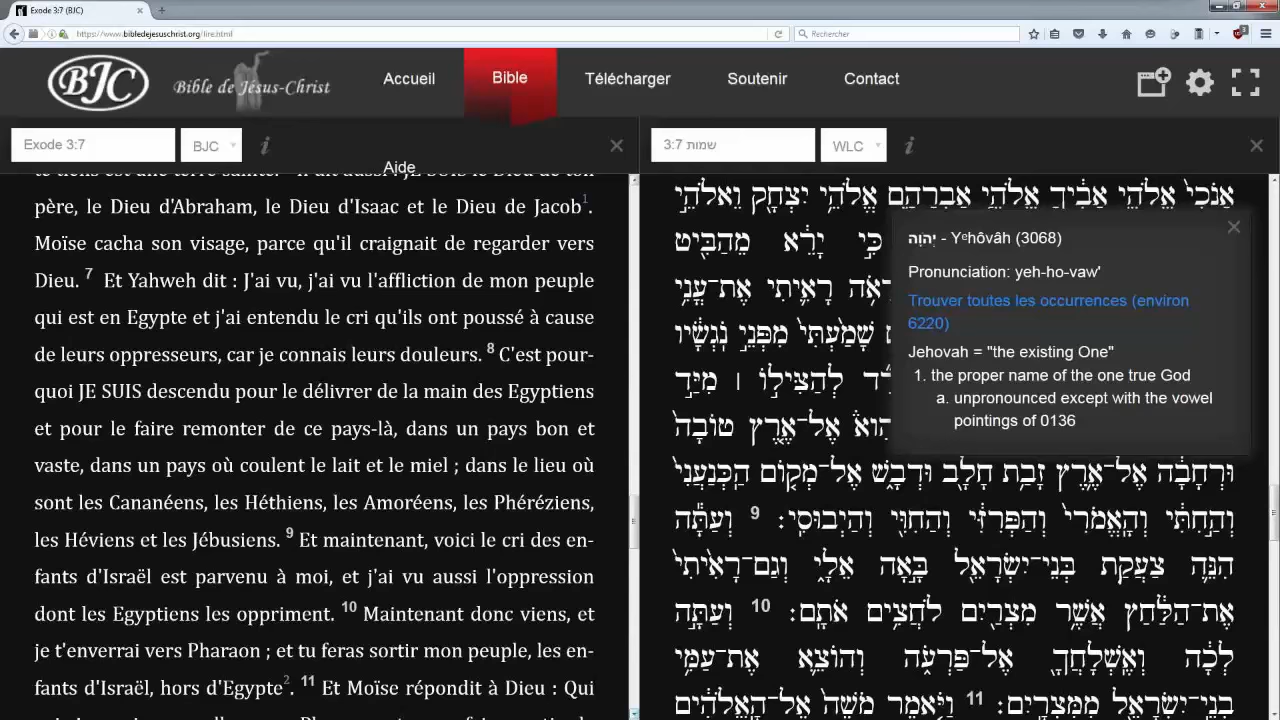 Exode 3:7 (BJC)
https://www.bibledejesuschrist.org/lire.html
Rechercher
BJC
Bible de Jésus-Christ
Accueil
Bible
Télécharger
Soutenir
Contact
Exode 3:7
BJC
Aide
père, le Dieu d'Abraham, le Dieu d'Isaac et le Dieu de Jacob1.
Moïse cacha son visage, parce qu'il craignait de regarder vers
Dieu. 7 Et Yahweh dit : J'ai vu, j'ai vu l'affliction de mon peuple
qui est en Egypte et j'ai entendu le cri qu'ils ont poussé à cause
de leurs oppresseurs, car je connais leurs douleurs. 8 C'est pour-
quoi JE SUIS descendu pour le délivrer de la main des Egyptiens
et pour le faire remonter de ce pays-là, dans un pays bon et
vaste, dans un pays où coulent le lait et le miel ; dans le lieu où
sont les Cananéens, les Héthiens, les Amoréens, les Phéréziens,
les Héviens et les Jébusiens. 9 Et maintenant, voici le cri des en-
fants d'Israël est parvenu à moi, et j'ai vu aussi l'oppression
dont les Egyptiens les oppriment. 10 Maintenant donc viens, et
je t'enverrai vers Pharaon ; et tu feras sortir mon peuple, les en-
fants d'Israël, hors d'Egypte2. 11 Et Moïse répondit à Dieu : Qui
שמות 3:7
WLC
אָנֹכִי֙ אֱלֹהֵ֣י אָבִ֔יךָ אֱלֹהֵ֧י אַבְרָהָ֛ם אֱלֹהֵ֥י יִצְחָ֖ק וֵאלֹהֵ֣י
כִּ֣י יָרֵ֔א מֵהַבִּ֖יט
רָאִ֛יתִי אֶת־עֳנִ֥י
שָׁמַ֙עְתִּי֙ מִפְּנֵ֣י נֹֽגְשָׂ֔יו
לְהַצִּיל֣וֹ ׀ מִיַּ֣ד
אֶל־אֶ֤רֶץ טוֹבָה֙
וּרְחָבָ֔ה אֶל־אֶ֛רֶץ זָבַ֥ת חָלָ֖ב וּדְבָ֑שׁ אֶל־מְק֤וֹם הַֽכְּנַעֲנִי֙
וְהַ֣חִתִּ֔י וְהָֽאֱמֹרִי֙ וְהַפְּרִזִּ֔י וְהַחִוִּ֖י וְהַיְבוּסִֽי׃ 9 וְעַתָּ֕ה
הִנֵּ֛ה צַעֲקַ֥ת בְּנֵי־יִשְׂרָאֵ֖ל בָּ֣אָה אֵלָ֑י וְגַם־רָאִ֙יתִי֙
אֶת־הַלַּ֔חַץ אֲשֶׁ֥ר מִצְרַ֖יִם לֹחֲצִ֥ים אֹתָֽם׃ 10 וְעַתָּ֣ה
לְכָ֔ה וְאֶֽשְׁלָחֲךָ֖ אֶל־פַּרְעֹ֑ה וְהוֹצֵ֛א אֶת־עַמִּ֥י
בְנֵֽי־יִשְׂרָאֵ֖ל מִמִּצְרָֽיִם׃ 11 וַיֹּ֤אמֶר מֹשֶׁה֙ אֶל־הָ֣אֱלֹהִ֔ים
יְהֹוָה - Yᵉhôvâh (3068)
Pronunciation: yeh-ho-vaw'
Trouver toutes les occurrences (environ
6220)
Jehovah = "the existing One"
1. the proper name of the one true God
a. unpronounced except with the vowel
pointings of 0136